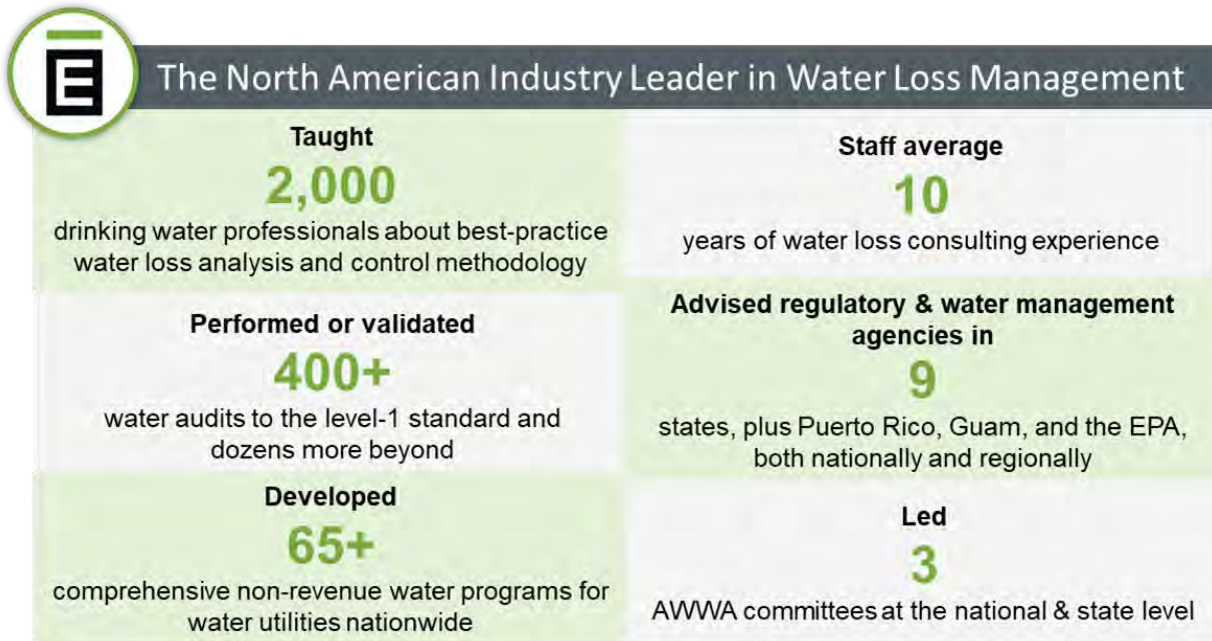 E
The North American Industry Leader in Water Loss Management
Taught
2,000
drinking water professionals about best-practice
water loss analysis and control methodology
Staff average
10
years of water loss consulting experience
Performed or validated
400+
water audits to the level-1 standard and
dozens more beyond
Advised regulatory & water management
agencies in
9
states, plus Puerto Rico, Guam, and the EPA,
both nationally and regionally
Developed
65+
comprehensive non-revenue water programs for
water utilities nationwide
Led
3
AWWA committees at the national & state level